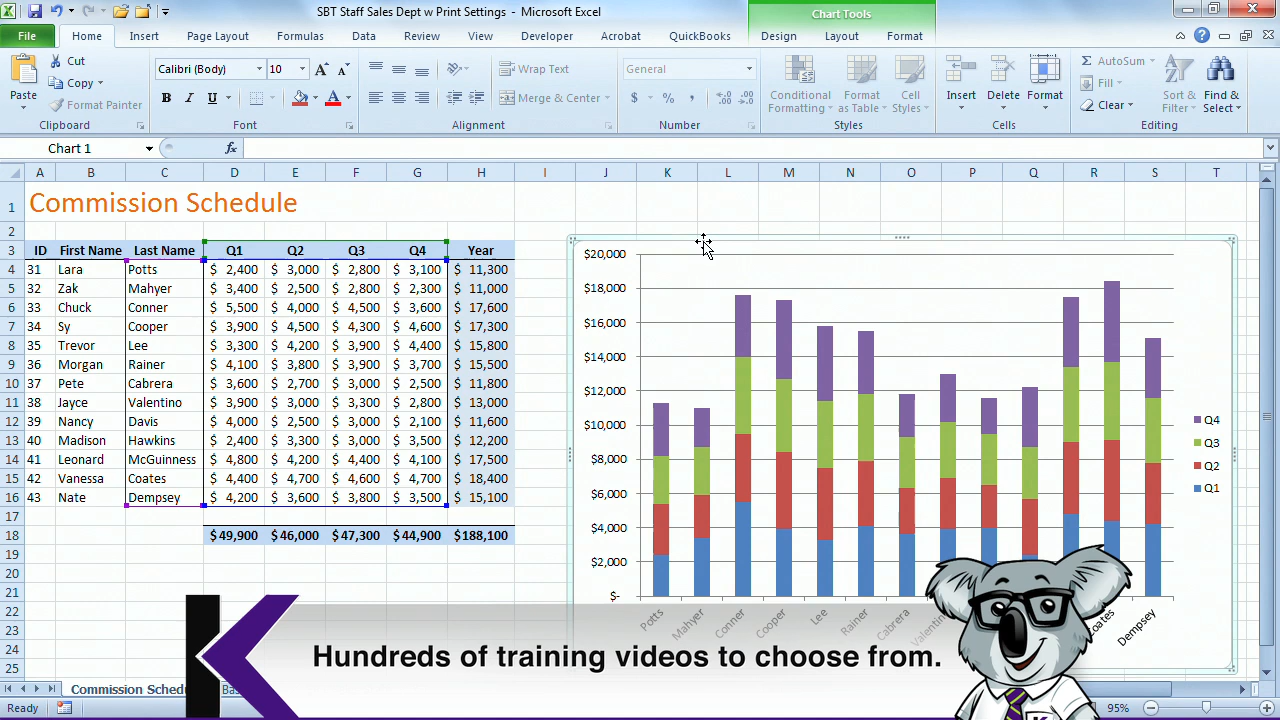 SBT Staff Sales Dept w Print Settings - Microsoft Excel
Chart Tools
File Home Insert Page Layout Formulas Data Review View Developer Acrobat QuickBooks Design Layout Format
Paste
Cut
Copy
Format Painter
Clipboard
Calibri (Body) 10
B I U
Font
Wrap Text
Merge & Center
Alignment
General
$ % ,
Number
Conditional Formatting
Format as Table
Cell Styles
Styles
Insert Delete Format
Cells
AutoSum
Fill
Clear
Sort & Filter
Find & Select
Editing
Chart 1 fx
A B C D E F G H I J K L M N O P Q R S T
1 Commission Schedule
2
3 ID First Name Last Name Q1 Q2 Q3 Q4 Year
4 31 Lara Potts $ 2,400 $ 3,000 $ 2,800 $ 3,100 $ 11,300
5 32 Zak Mahyer $ 3,400 $ 2,500 $ 2,800 $ 2,300 $ 11,000
6 33 Chuck Conner $ 5,500 $ 4,000 $ 4,500 $ 3,600 $ 17,600
7 34 Sy Cooper $ 3,900 $ 4,500 $ 4,300 $ 4,600 $ 17,300
8 35 Trevor Lee $ 3,300 $ 4,200 $ 3,900 $ 4,400 $ 15,800
9 36 Morgan Rainer $ 4,100 $ 3,800 $ 3,900 $ 3,700 $ 15,500
10 37 Pete Cabrera $ 3,600 $ 2,700 $ 3,000 $ 2,500 $ 11,800
11 38 Jayce Valentino $ 3,900 $ 3,000 $ 3,300 $ 2,800 $ 13,000
12 39 Nancy Davis $ 4,000 $ 2,500 $ 3,000 $ 2,100 $ 11,600
13 40 Madison Hawkins $ 2,400 $ 3,300 $ 3,000 $ 3,500 $ 12,200
14 41 Leonard McGuinness $ 4,800 $ 4,200 $ 4,400 $ 4,100 $ 17,500
15 42 Vanessa Coates $ 4,400 $ 4,700 $ 4,600 $ 4,700 $ 18,400
16 43 Nate Dempsey $ 4,200 $ 3,600 $ 3,800 $ 3,500 $ 15,100
17
18 $ 49,900 $ 46,000 $ 47,300 $ 44,900 $ 188,100
19
20
21
22
23
24
25
$20,000
$18,000
$16,000
$14,000
$12,000
$10,000
$8,000
$6,000
$4,000
$2,000
$-
Q4
Q3
Q2
Q1
Potts Mahyer Conner Cooper Lee Rainer Cabrera Dempsey
Hundreds of training videos to choose from.
K
Commission
Ready 95%